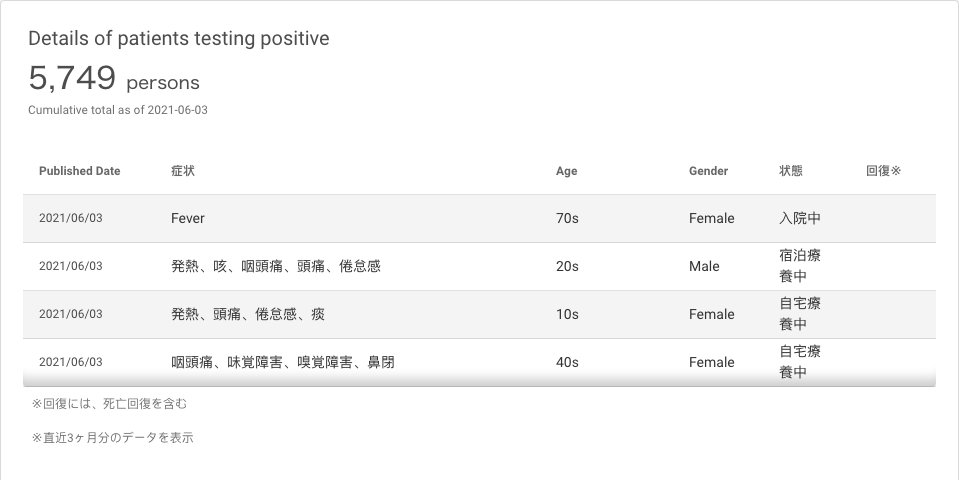 Details of patients testing positive
5,749 persons
Cumulative total as of 2021-06-03
Published Date 症状 Age Gender 状態 回復※
2021/06/03 Fever 70s Female 入院中
2021/06/03 発熱、咳、咽頭痛、頭痛、倦怠感 20s Male 宿泊療
養中
2021/06/03 発熱、頭痛、倦怠感、痰 10s Female 自宅療
養中
2021/06/03 咽頭痛、味覚障害、嗅覚障害、鼻閉 40s Female 自宅療
養中
※回復には、死亡回復を含む
※直近3ヶ月分のデータを表示